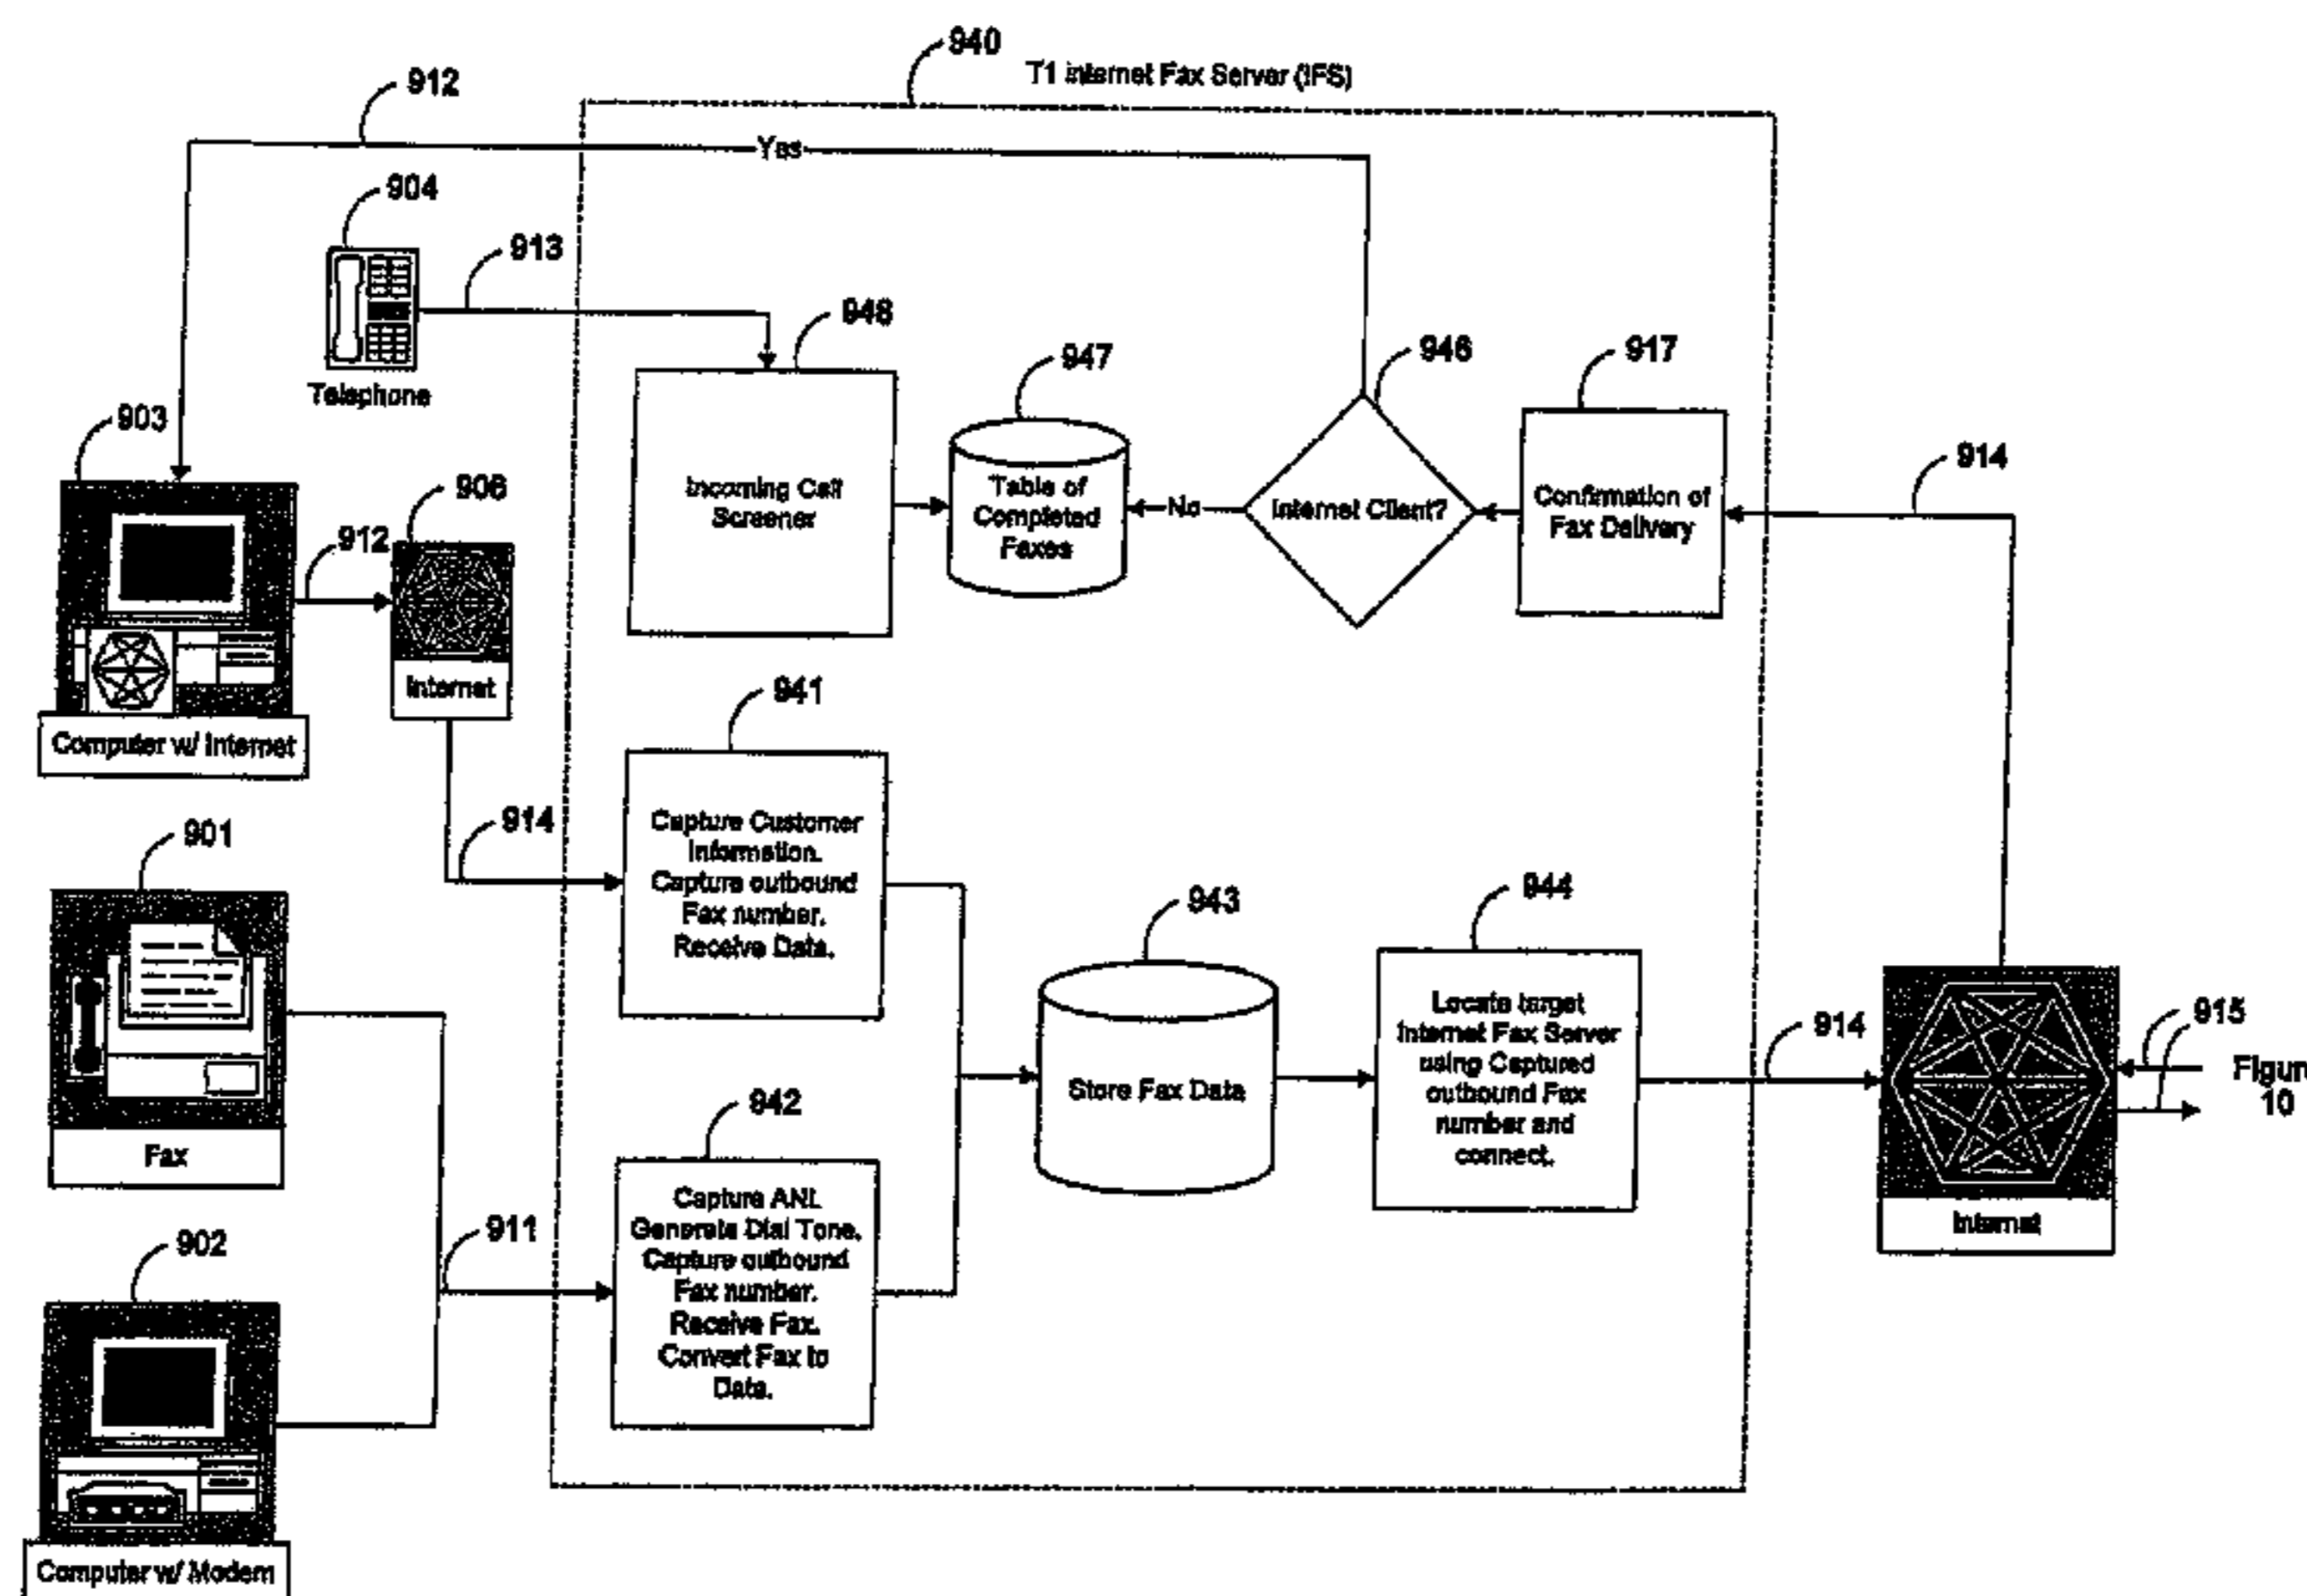 940
T1 Internet Fax Server (IFS)
912
Yes
904
913
Telephone
948
947
946
917
903
906
914
912
Incoming Call
Screener
Table of
Completed
Faxes
No
Internet Client?
Confirmation of
Fax Delivery
Internet
Computer w/ Internet
941
914
Capture Customer
Information.
Capture outbound
Fax number.
Receive Data.
901
Fax
943
Store Fax Data
944
Locate target
Internet Fax Server
using Captured
outbound Fax
number and
connect.
914
915
Figure
10
Internet
942
911
Capture ANI.
Generate Dial Tone.
Capture outbound
Fax number.
Receive Fax.
Convert Fax to
Data.
902
Computer w/ Modem